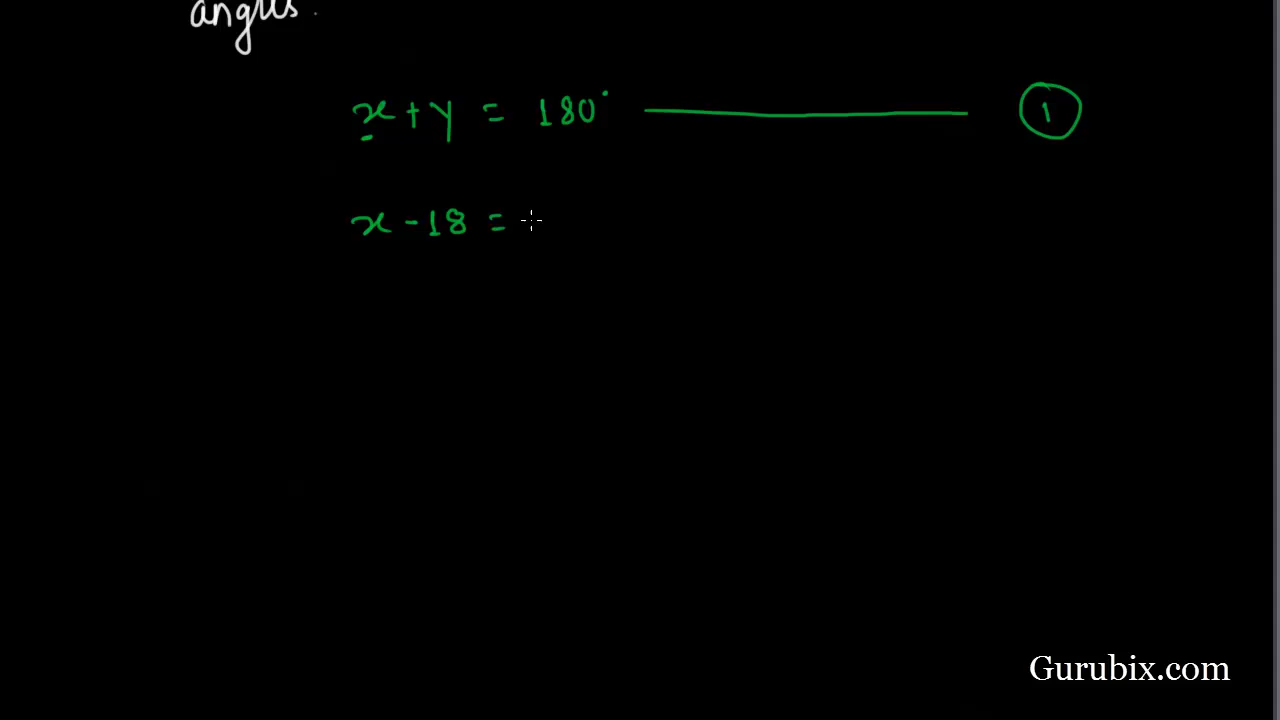 angles.
x + y = 180° 1
x - 18 =
Gurubix.com